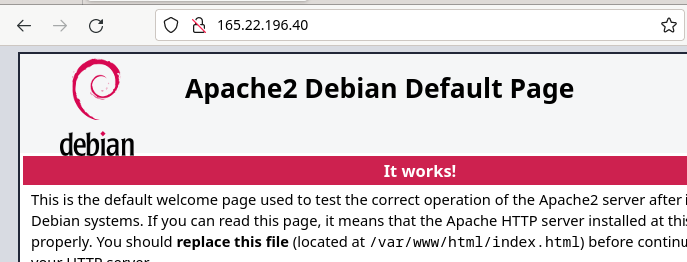 165.22.196.40
Apache2 Debian Default Page
debian
It works!
This is the default welcome page used to test the correct operation of the Apache2 server after
Debian systems. If you can read this page, it means that the Apache HTTP server installed at
properly. You should replace this file (located at /var/www/html/index.html) before
your HTTP server